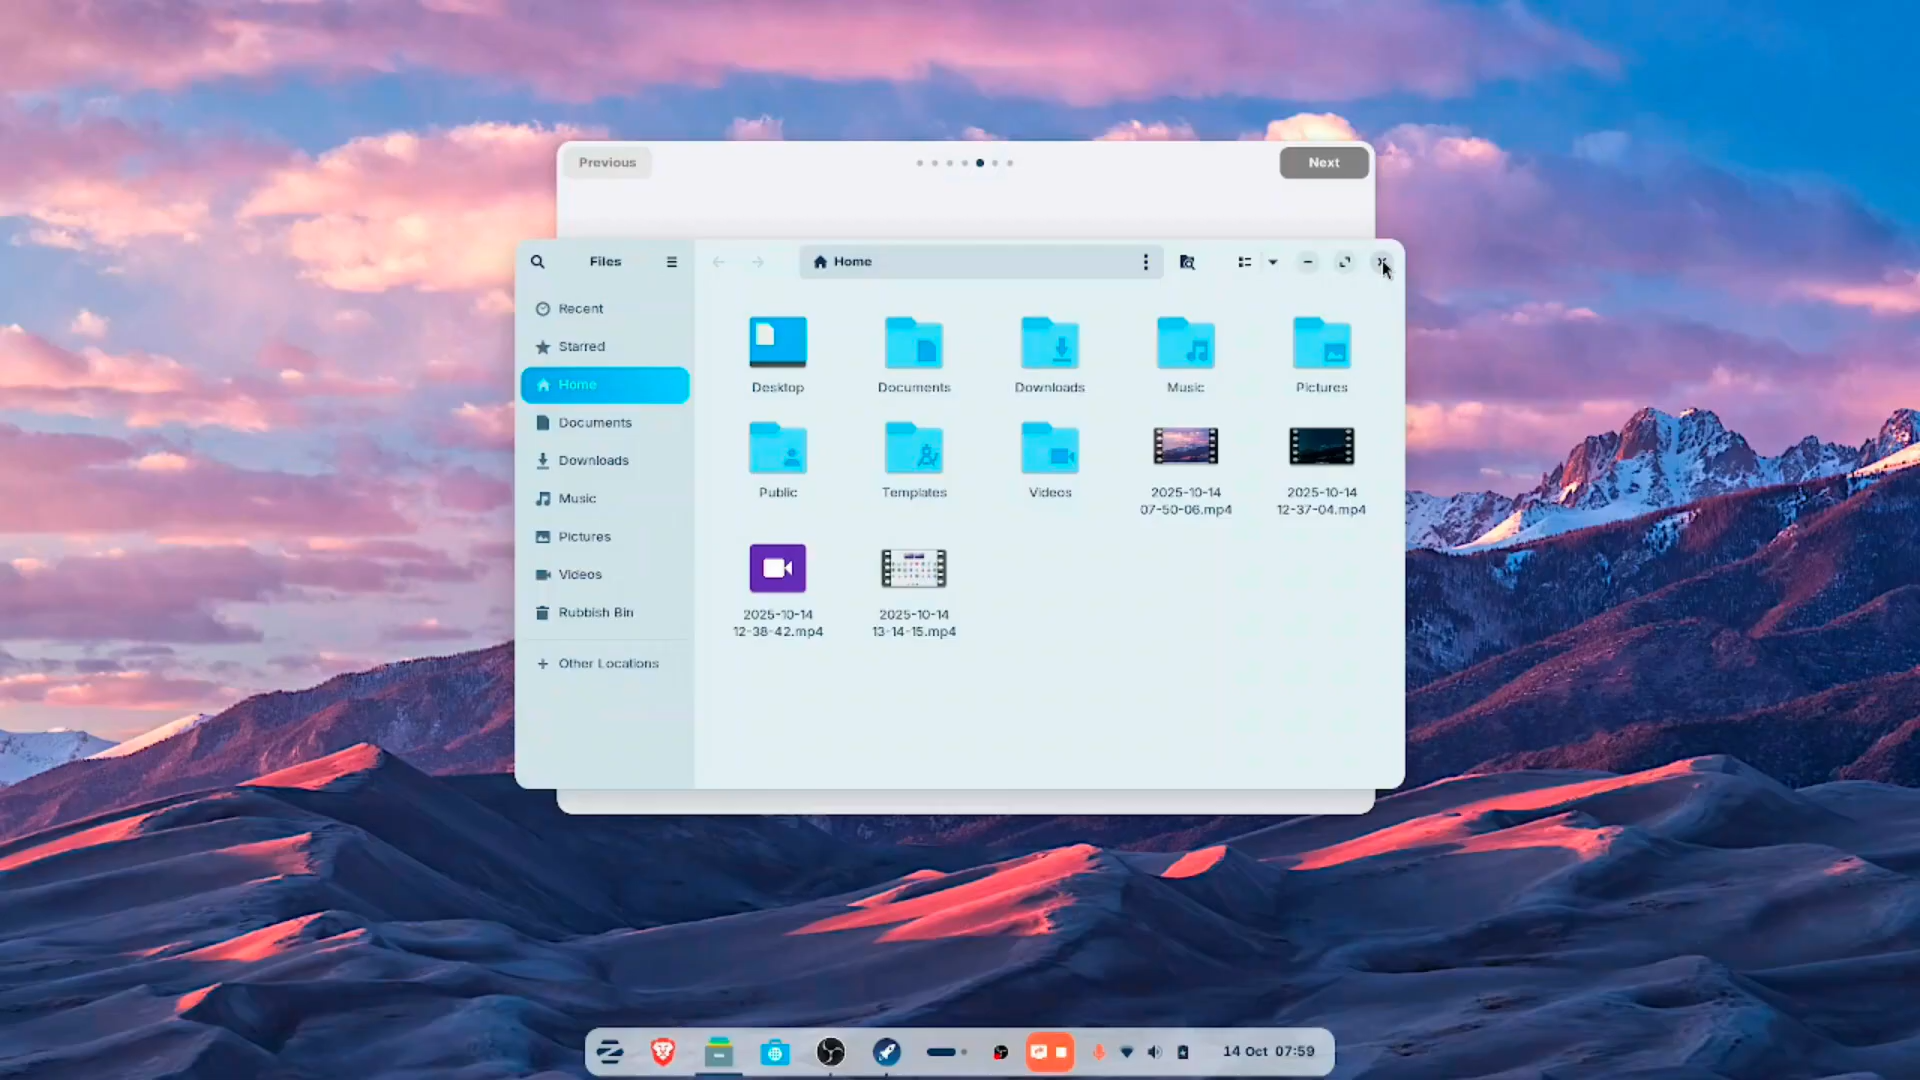 Previous
Next
Files
Home
Recent
Starred
Home
Documents
Downloads
Music
Pictures
Videos
Rubbish Bin
Other Locations
Desktop
Documents
Downloads
Music
Pictures
Public
Templates
Videos
2025-10-14
07-50-06.mp4
2025-10-14
12-37-04.mp4
2025-10-14
12-38-42.mp4
2025-10-14
13-14-15.mp4
14 Oct 07:59